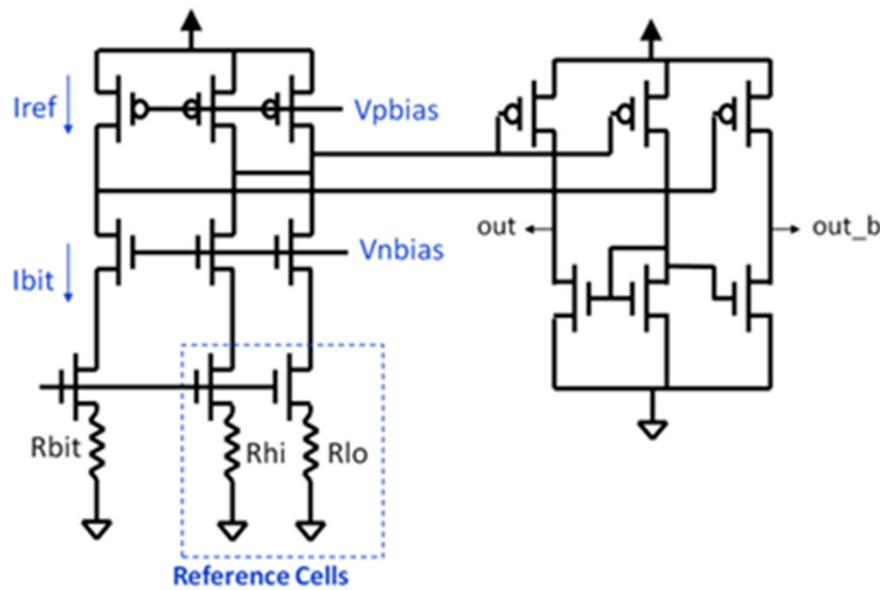 Iref
Vpbias
out
out_b
Vnbias
Ibit
Rbit
Rhi
Rlo
Reference Cells